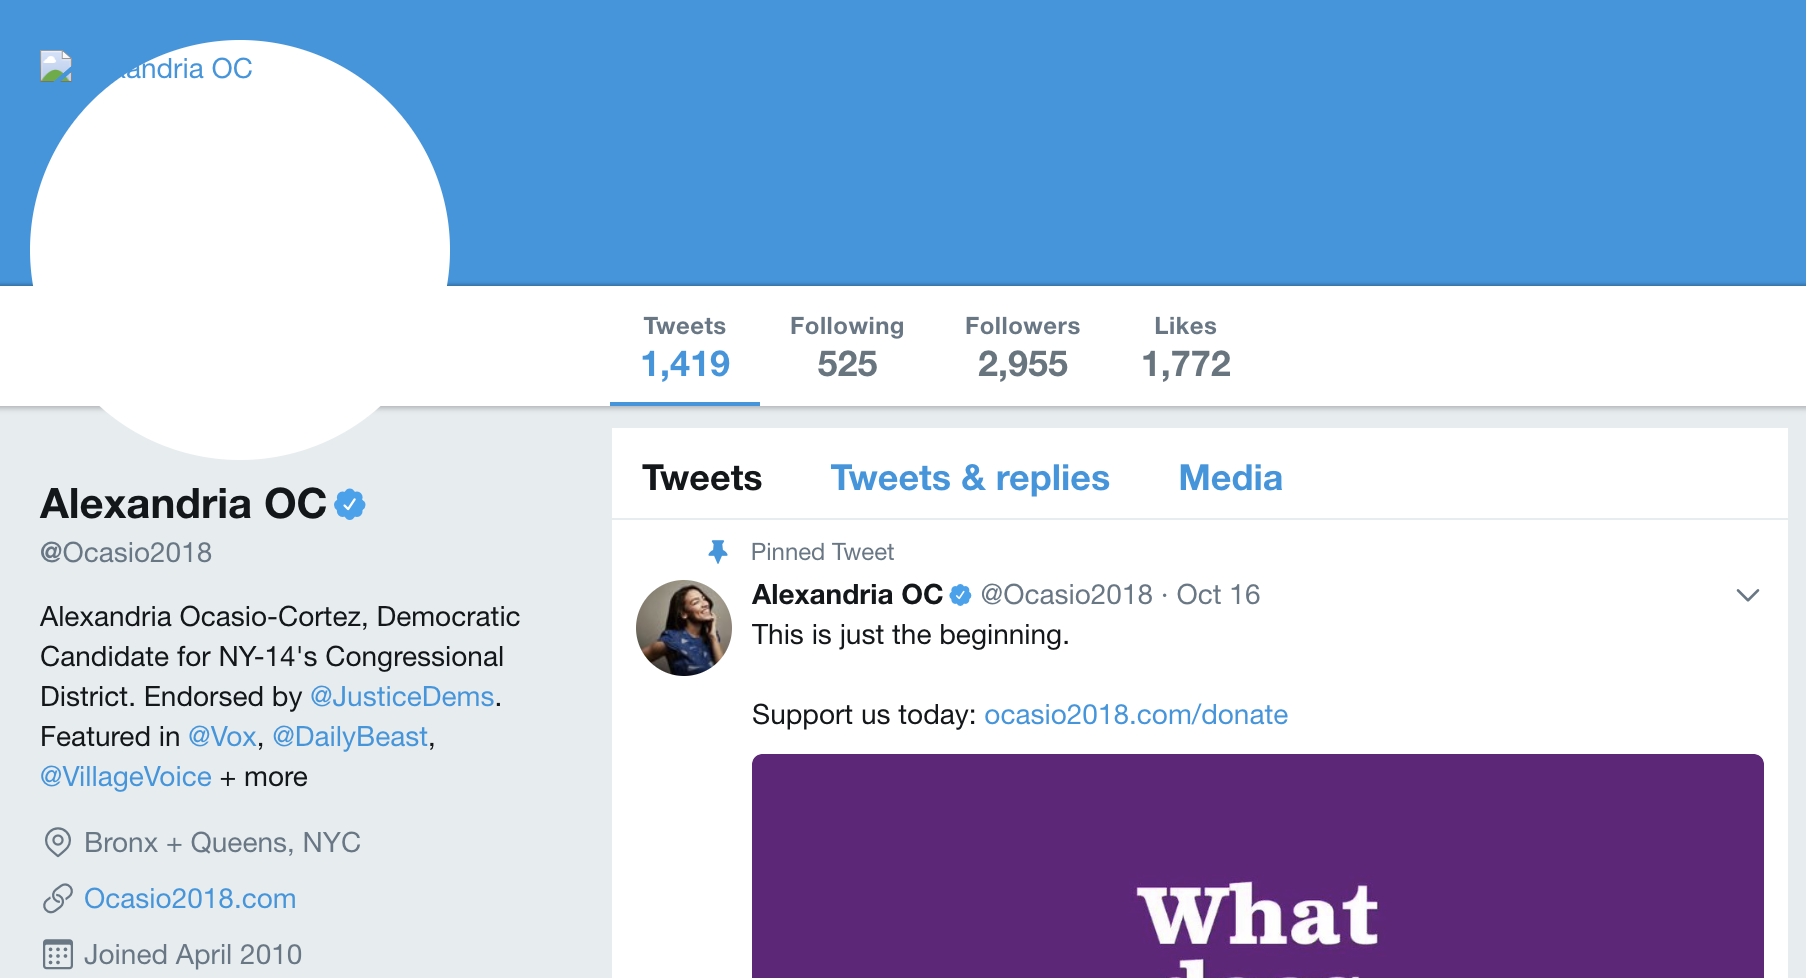 andria OC
Tweets
1,419
Following
525
Followers
2,955
Likes
1,772
Alexandria OC
@Ocasio2018
Alexandria Ocasio-Cortez, Democratic
Candidate for NY-14's Congressional
District. Endorsed by @JusticeDems.
Featured in @Vox, @DailyBeast,
@VillageVoice + more
Bronx + Queens, NYC
Ocasio2018.com
Joined April 2010
Tweets Tweets & replies Media
Pinned Tweet
Alexandria OC @Ocasio2018 · Oct 16
This is just the beginning.
Support us today: ocasio2018.com/donate
What
does